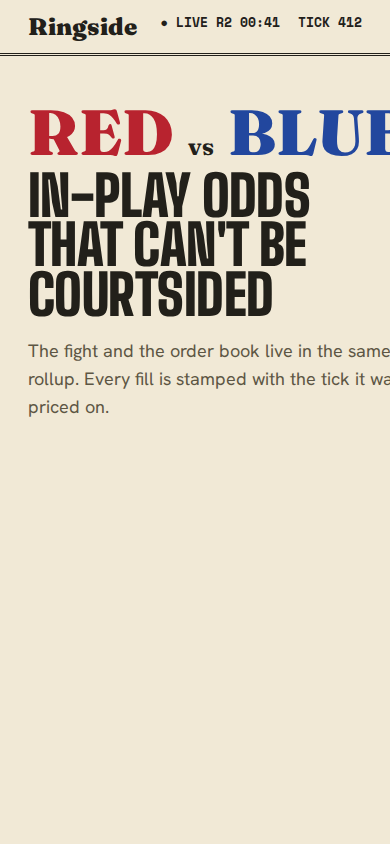 Ringside
● LIVE R2 00:41 TICK 412
RED vs BLUE
IN-PLAY ODDS
THAT CAN'T BE
COURTSIDED
The fight and the order book live in the same
rollup. Every fill is stamped with the tick it
priced on.